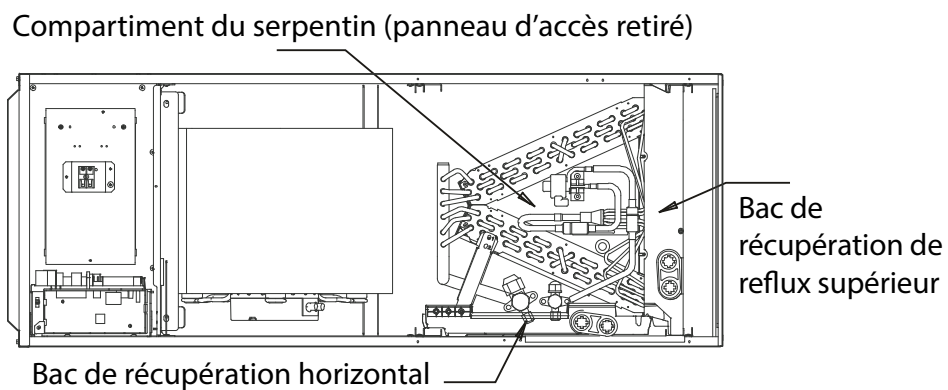 Compartiment du serpentin (panneau d’accès retiré)
Bac de
récupération de
reflux supérieur
Bac de récupération horizontal